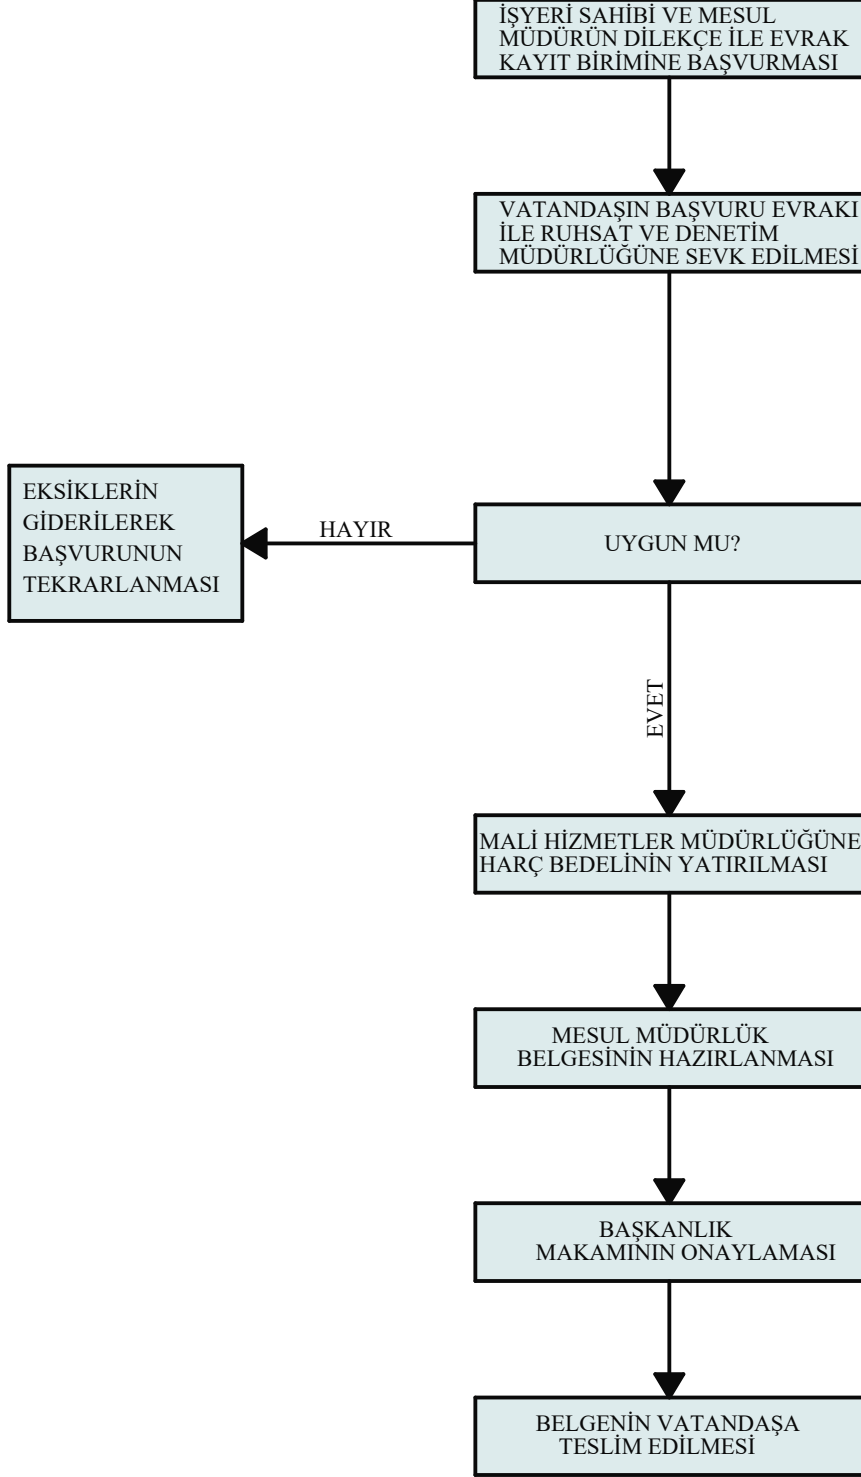 İŞYERİ SAHİBİ VE MESUL
MÜDÜRÜN DİLEKÇE İLE EVRAK
KAYIT BİRİMİNE BAŞVURMASI
VATANDAŞIN BAŞVURU EVRAKI
İLE RUHSAT VE DENETİM
MÜDÜRLÜĞÜNE SEVK EDİLMESİ
UYGUN MU?
HAYIR
EKSİKLERİN
GİDERİLEREK
BAŞVURUNUN
TEKRARLANMASI
EVET
MALİ HİZMETLER MÜDÜRLÜĞÜNE
HARÇ BEDELİNİN YATIRILMASI
MESUL MÜDÜRLÜK
BELGESİNİN HAZIRLANMASI
BAŞKANLIK
MAKAMININ ONAYLAMASI
BELGENİN VATANDAŞA
TESLİM EDİLMESİ